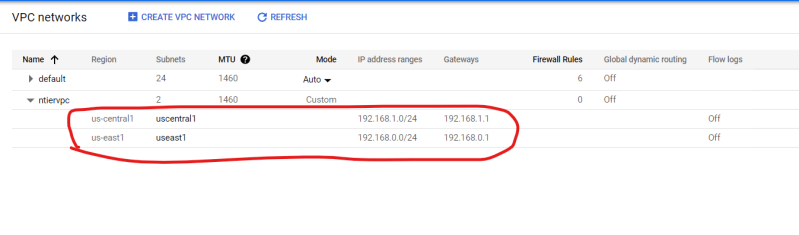 VPC networks CREATE VPC NETWORK REFRESH
Name Region Subnets MTU ? Mode IP address ranges Gateways Firewall Rules Global dynamic routing Flow logs
default 24 1460 Auto 6 Off
ntiervpc 2 1460 Custom 0 Off
us-central1 uscentral1 192.168.1.0/24 192.168.1.1 Off
us-east1 useast1 192.168.0.0/24 192.168.0.1 Off